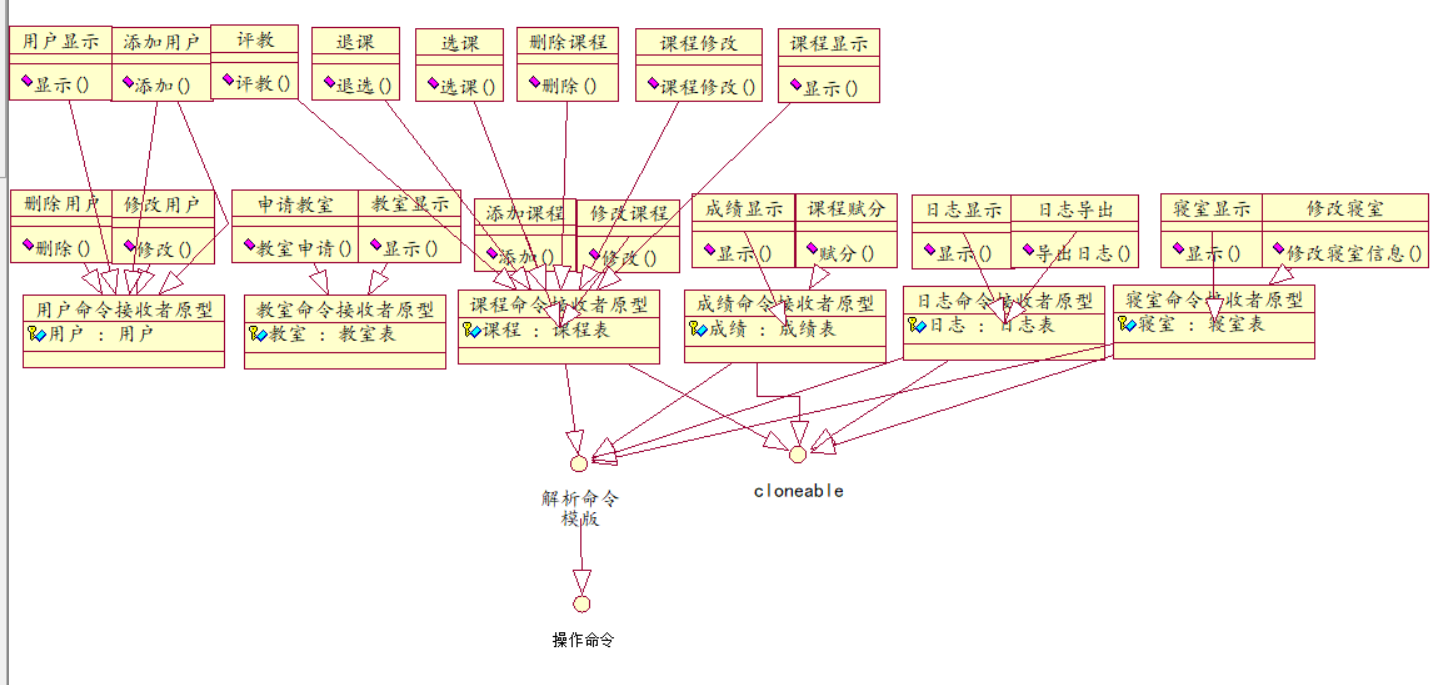 用户显示
显示()
添加用户
添加()
评教
评教()
退课
退选()
选课
选课()
删除课程
删除()
课程修改
课程修改()
课程显示
显示()
删除用户
删除()
修改用户
修改()
申请教室
教室申请()
教室显示
显示()
添加课程
添加()
修改课程
修改()
成绩显示
显示()
课程赋分
赋分()
日志显示
显示()
日志导出
导出日志()
寝室显示
显示()
修改寝室
修改寝室信息()
用户命令接收者原型
用户 : 用户
教室命令接收者原型
教室 : 教室表
课程命令接收者原型
课程 : 课程表
成绩命令接收者原型
成绩 : 成绩表
日志命令接收者原型
日志 : 日志表
寝室命令接收者原型
寝室 : 寝室表
解析命令
模版
cloneable
操作命令